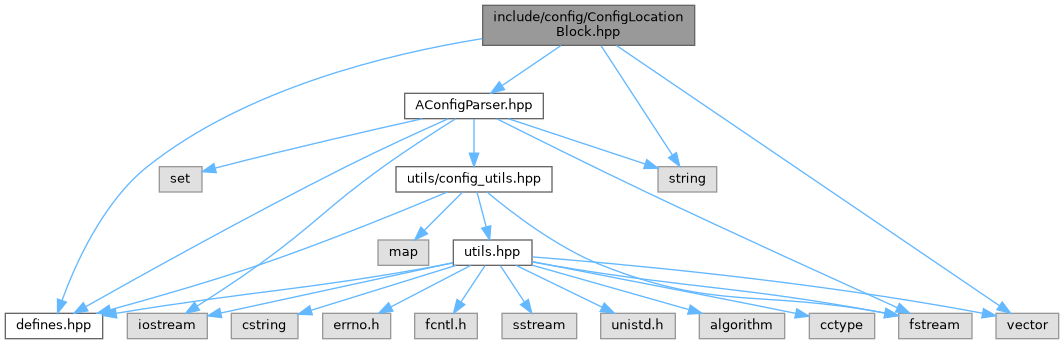 include/config/ConfigLocation
Block.hpp
AConfigParser.hpp
set
utils/config_utils.hpp
string
map
utils.hpp
defines.hpp
iostream
cstring
errno.h
fcntl.h
sstream
unistd.h
algorithm
cctype
fstream
vector